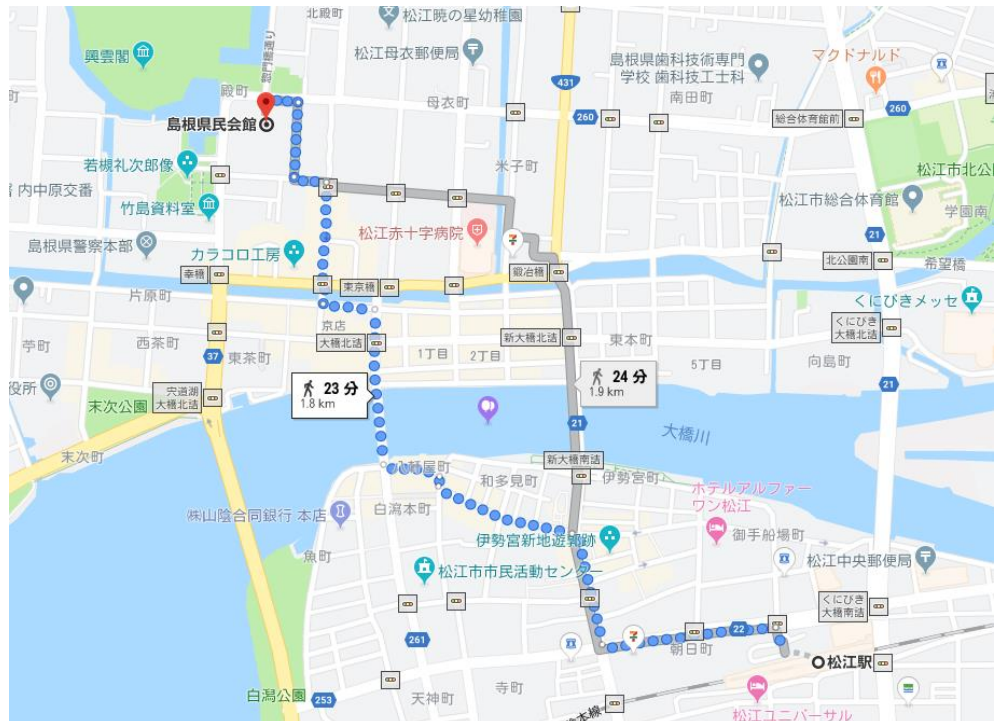 北殿町
松江暁の星幼稚園
興雲閣
松江母衣郵便局
島根県歯科技術専門
学校 歯科技工士科
マクドナルド
431
殿町
母衣町
南田町
260
260
総合体育館前
島根県民会館
米子町
若槻礼次郎像
内中原交番
竹島資料室
松江市北公
松江市総合体育館
学園南
島根県警察本部
カラコロ工房
松江赤十字病院
21
北公園南
希望橋
幸橋
東京橋
鍛冶橋
片原町
くにびきメッセ
京店
苧町
西茶町
大橋北詰
1丁目
2丁目
新大橋北詰
東本町
くにびき
大橋北詰
東茶町
37
5丁目
向島町
役所
宍道湖
大橋北詰
23 分
1.8 km
24 分
1.9 km
21
末次公園
21
大橋川
末次町
八軒屋町
新大橋南詰
和多見町
伊勢宮町
㈱山陰合同銀行 本店
白潟本町
ホテルアルファー
ワン松江
魚町
伊勢宮新地遊郭跡
御手船場町
松江市市民活動センター
松江中央郵便局
くにびき
大橋南詰
261
22
朝日町
松江駅
白潟公園
253
天神町
寺町
本線
松江ユニバーサル